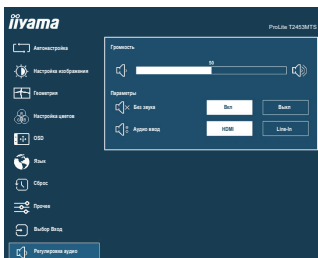 iiyama
ProLite T2453MTS
Автонастройка
Настройка изображения
Геометрия
Настройка цветов
OSD
Язык
Сброс
Прочее
Выбор Вход
Регулировка аудио
Громкость
50
Параметры
Без звука
Вкл
Выкл
Аудио ввод
HDMI
Line-In